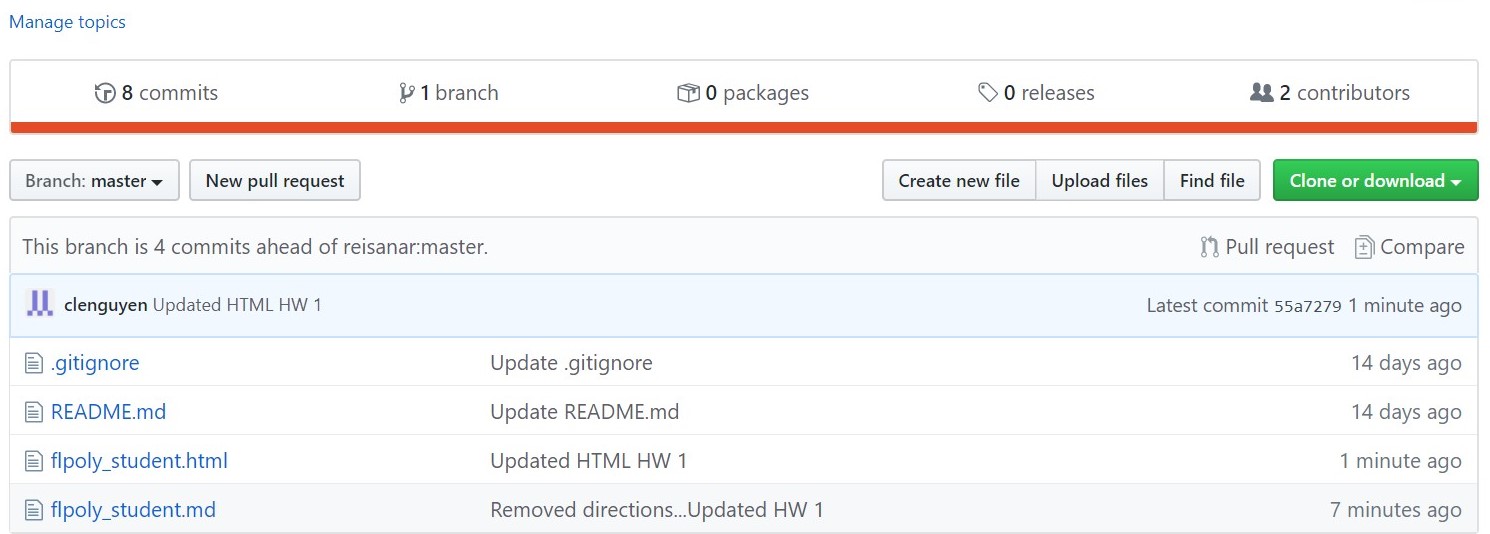 Manage topics
8 commits 1 branch 0 packages 0 releases 2 contributors
Branch: master New pull request Create new file Upload files Find file Clone or download
This branch is 4 commits ahead of reisanar:master. Pull request Compare
clenguyen Updated HTML HW 1 Latest commit 55a7279 1 minute ago
.gitignore Update .gitignore 14 days ago
README.md Update README.md 14 days ago
flpoly_student.html Updated HTML HW 1 1 minute ago
flpoly_student.md Removed directions...Updated HW 1 7 minutes ago